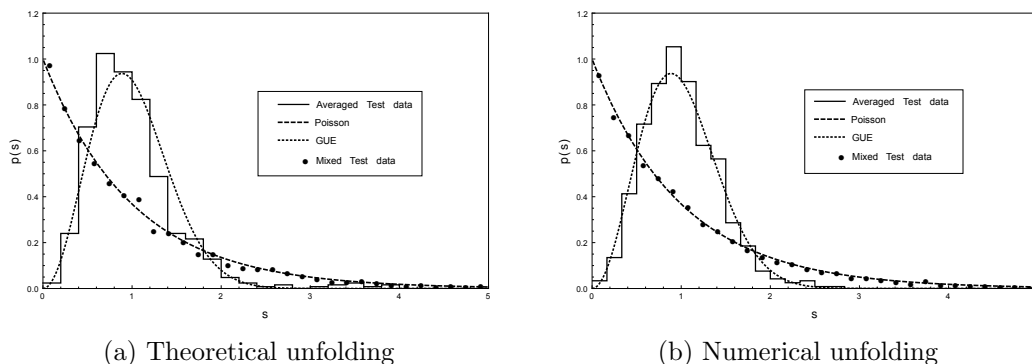 1.2
1.0
0.8
0.6
0.4
0.2
0.0
p(s)
0 1 2 3 4 5
s
Averaged Test data
Poisson
GUE
Mixed Test data
(a) Theoretical unfolding
1.2
1.0
0.8
0.6
0.4
0.2
0.0
p(s)
0 1 2 3 4
s
Averaged Test data
Poisson
GUE
Mixed Test data
(b) Numerical unfolding